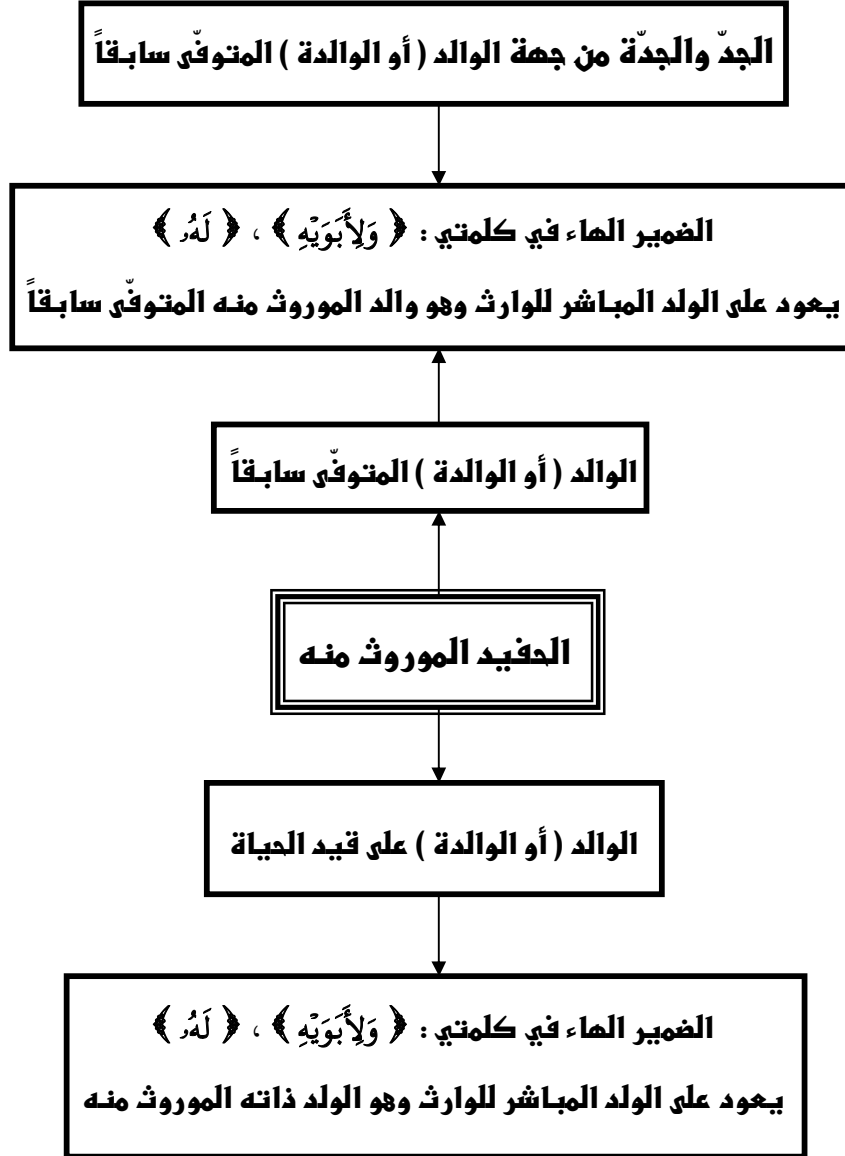 الجدّ والجدّة من جهة الوالد ( أو الوالدة ) المتوفّى سابقاً
الضمير الهاء في كلمتي : ﴿ وَلِأَبَوَيْهِ ﴾ ، ﴿ لَهُۥ ﴾
يعود على الولد المباشر للوارث وهو والد الموروث منه المتوفّى سابقاً
الوالد ( أو الوالدة ) المتوفّى سابقاً
الحفيد الموروث منه
الوالد ( أو الوالدة ) على قيد الحياة
الضمير الهاء في كلمتي : ﴿ وَلِأَبَوَيْهِ ﴾ ، ﴿ لَهُۥ ﴾
يعود على الولد المباشر للوارث وهو الولد ذاته الموروث منه